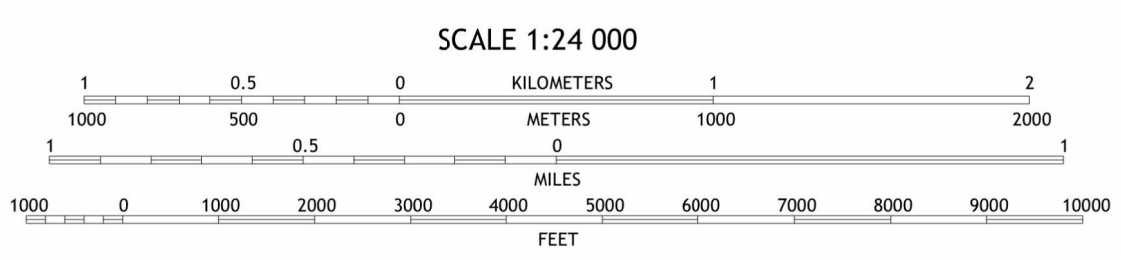 SCALE 1:24 000
1 0.5 0 KILOMETERS 1 2
1000 500 0 METERS 1000 2000
1 0.5 0 1
MILES
1000 0 1000 2000 3000 4000 5000 6000 7000 8000 9000 10000
FEET